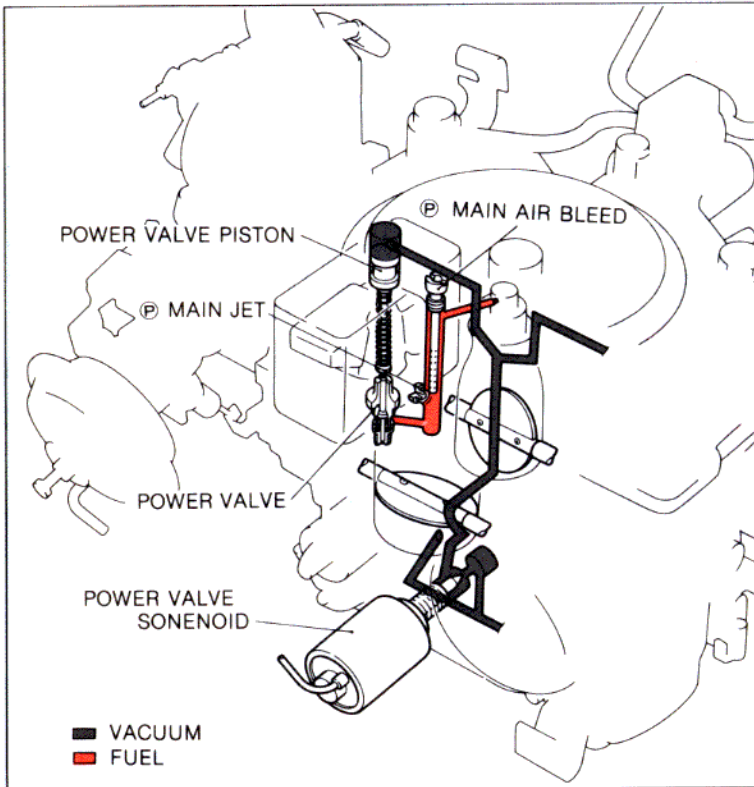 Ⓟ MAIN AIR BLEED
POWER VALVE PISTON
Ⓟ MAIN JET
POWER VALVE
POWER VALVE
SONENOID
VACUUM
FUEL